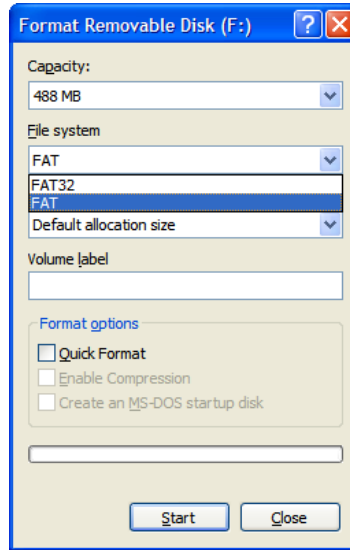 Format Removable Disk (F:)
Capacity:
488 MB
File system
FAT
FAT32
FAT
Default allocation size
Volume label
Format options
Quick Format
Enable Compression
Create an MS-DOS startup disk
Start
Close